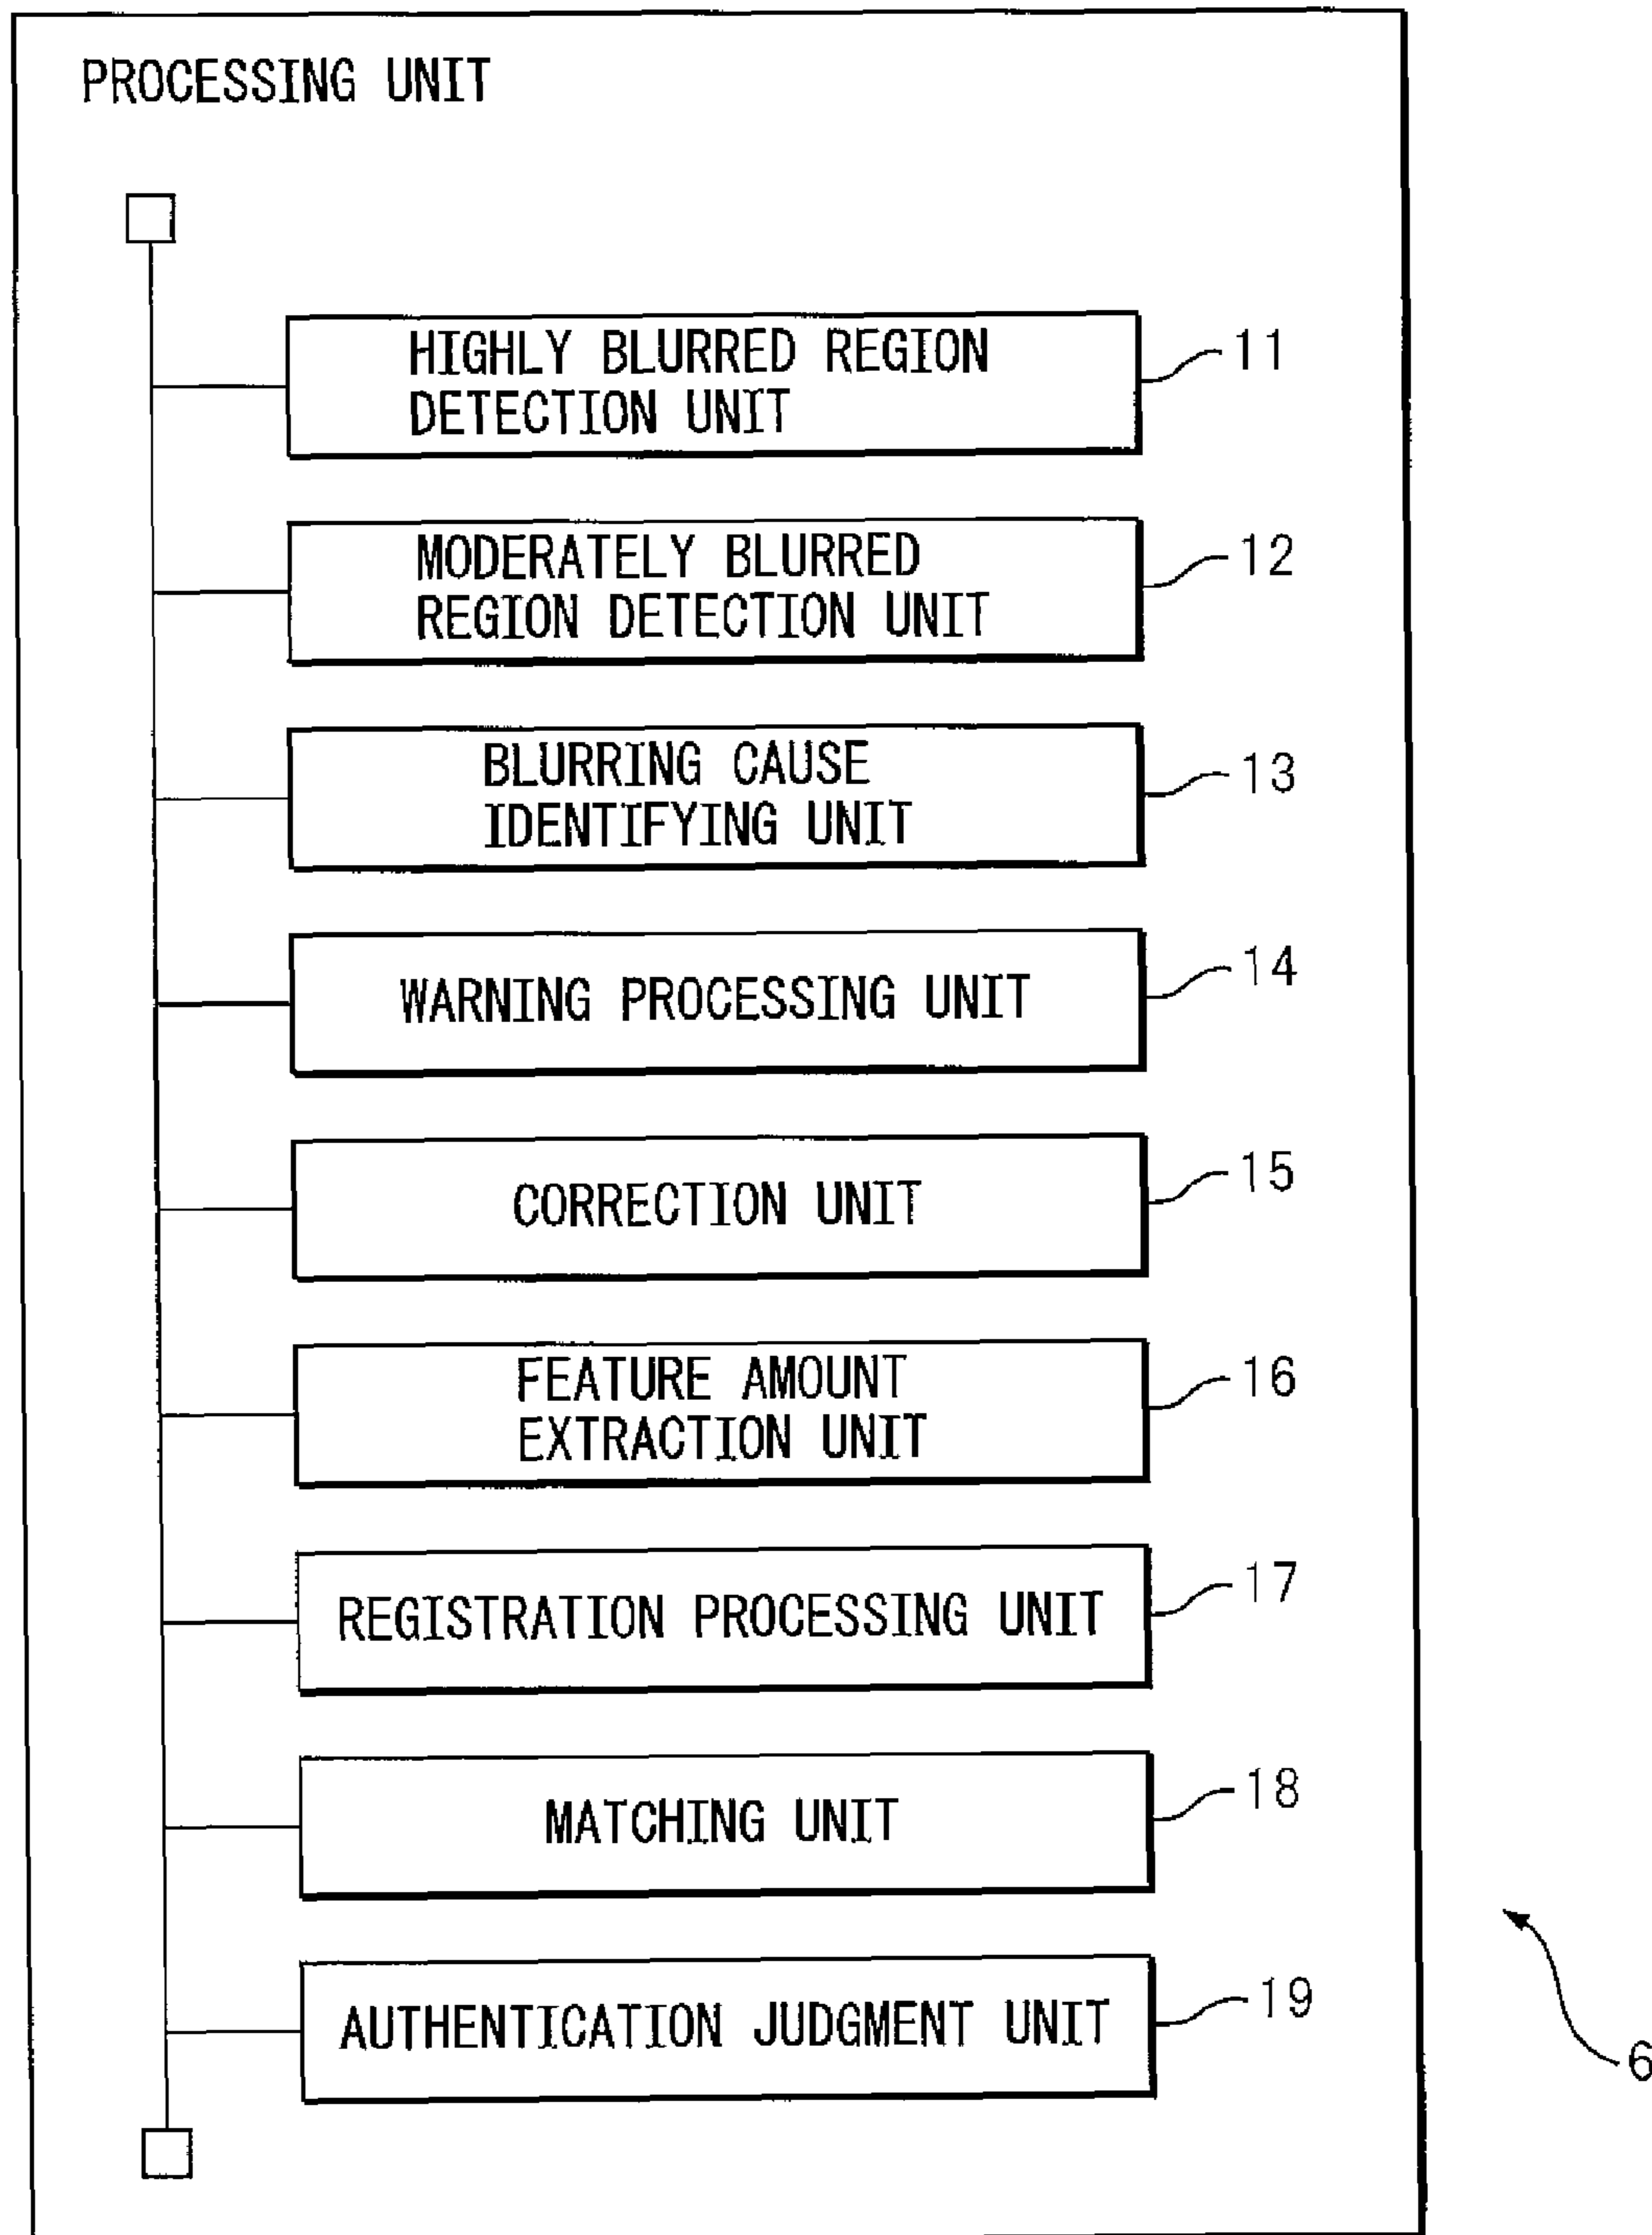 PROCESSING UNIT
HIGHLY BLURRED REGION
DETECTION UNIT
11
MODERATELY BLURRED
REGION DETECTION UNIT
12
BLURRING CAUSE
IDENTIFYING UNIT
13
WARNING PROCESSING UNIT
14
CORRECTION UNIT
15
FEATURE AMOUNT
EXTRACTION UNIT
16
REGISTRATION PROCESSING UNIT
17
MATCHING UNIT
18
AUTHENTICATION JUDGMENT UNIT
19
6